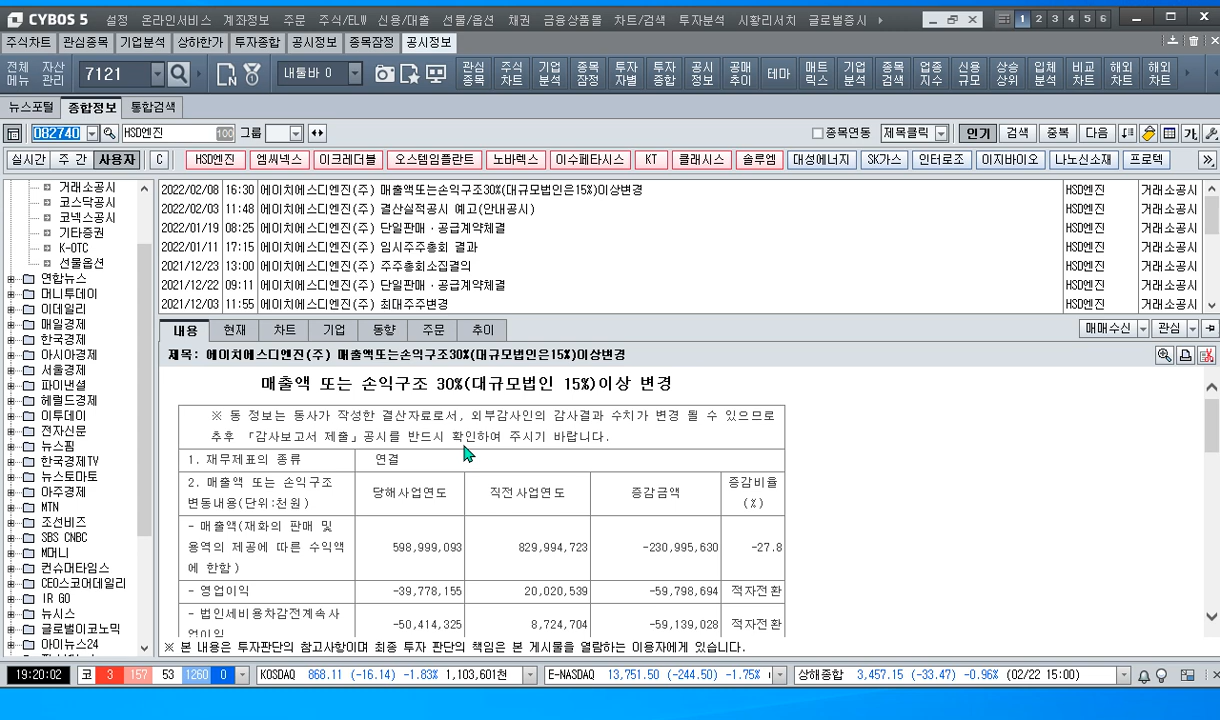 CYBOS 5 설정 온라인서비스 계좌정보 주문 주식/ELW 신용/대출 선물/옵션 채권 금융상품몰 차트/검색 투자분석 시황리서치 글로벌증시 1 2 3 4 5 6
주식차트 관심종목 기업분석 상하한가 투자종합 공시정보 종목잠정 공시정보
전체메뉴 자산관리 7121 내툴바 0 관심종목 주식차트 기업분석 종목잠정 투자자별 투자종합 공시정보 공매추이 테마 매트릭스 기업분석 종목검색 업종지수 신용규모 상승상위 입체분석 비교차트 해외차트 해외차트
뉴스포털 종합정보 통합검색
082740 HSD엔진 100 그룹 종목연동 제목클릭 인기 검색 중복 다음 가
실시간 주 간 사용자 C HSD엔진 엠씨넥스 이크레더블 오스템임플란트 노바렉스 이수페타시스 KT 클래시스 솔루엠 대성에너지 SK가스 인터로조 이지바이오 나노신소재 프로텍
거래소공시
코스닥공시
코넥스공시
기타증권
K-OTC
선물옵션
연합뉴스
머니투데이
이데일리
매일경제
한국경제
아시아경제
서울경제
파이낸셜
헤럴드경제
이투데이
전자신문
뉴스핌
한국경제TV
뉴스토마토
아주경제
MTN
조선비즈
SBS CNBC
M머니
컨슈머타임스
CEO스코어데일리
IR GO
뉴시스
글로벌이코노믹
아이뉴스24
2022/02/08 16:30 에이치에스디엔진(주) 매출액또는손익구조30%(대규모법인은15%)이상변경 HSD엔진 거래소공시
2022/02/03 11:48 에이치에스디엔진(주) 결산실적공시 예고(안내공시) HSD엔진 거래소공시
2022/01/19 08:25 에이치에스디엔진(주) 단일판매ㆍ공급계약체결 HSD엔진 거래소공시
2022/01/11 17:15 에이치에스디엔진(주) 임시주주총회 결과 HSD엔진 거래소공시
2021/12/23 13:00 에이치에스디엔진(주) 주주총회소집결의 HSD엔진 거래소공시
2021/12/22 09:11 에이치에스디엔진(주) 단일판매ㆍ공급계약체결 HSD엔진 거래소공시
2021/12/03 11:55 에이치에스디엔진(주) 최대주주변경 HSD엔진 거래소공시
내용 현재 차트 기업 동향 주문 추이 매매수신 관심
제목: 에이치에스디엔진(주) 매출액또는손익구조30%(대규모법인은15%)이상변경
매출액 또는 손익구조 30%(대규모법인 15%)이상 변경
※ 동 정보는 동사가 작성한 결산자료로서, 외부감사인의 감사결과 수치가 변경 될 수 있으므로
추후 「감사보고서 제출」공시를 반드시 확인하여 주시기 바랍니다.
1. 재무제표의 종류 연결
2. 매출액 또는 손익구조 변동내용(단위:천원) 당해사업연도 직전사업연도 증감금액 증감비율(%)
- 매출액(재화의 판매 및 용역의 제공에 따른 수익액에 한함) 598,999,093 829,994,723 -230,995,630 -27.8
- 영업이익 -39,778,155 20,020,539 -59,798,694 적자전환
- 법인세비용차감전계속사업이익 -50,414,325 8,724,704 -59,139,028 적자전환
※ 본 내용은 투자판단의 참고사항이며 최종 투자 판단의 책임은 본 게시물을 열람하는 이용자에게 있습니다.
19:20:02 코 3 157 53 1260 0 KOSDAQ 868.11 (-16.14) -1.83% 1,103,601천 E-NASDAQ 13,751.50 (-244.50) -1.75% 상해종합 3,457.15 (-33.47) -0.96% (02/22 15:00)